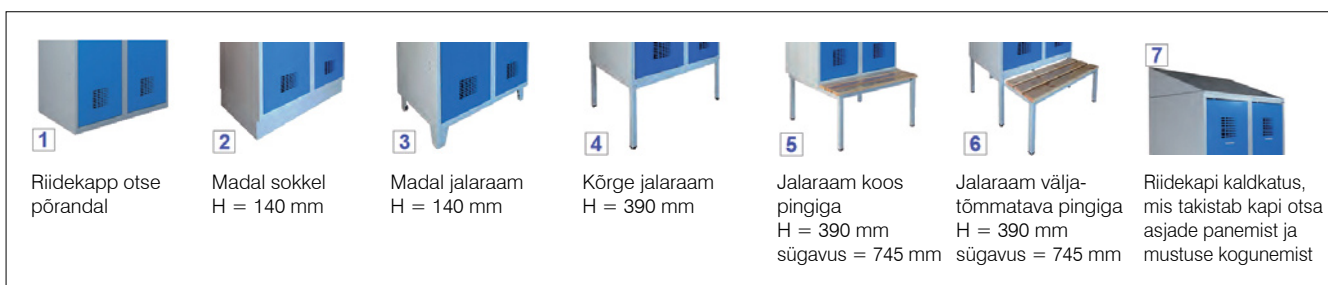 1
Riidekapp otse
põrandal
2
Madal sokkel
H = 140 mm
3
Madal jalaraam
H = 140 mm
4
Kõrge jalaraam
H = 390 mm
5
Jalaraam koos
pingiga
H = 390 mm
sügavus = 745 mm
6
Jalaraam välja-
tõmmatava pingiga
H = 390 mm
sügavus = 745 mm
7
Riidekapi kaldkatus,
mis takistab kapi otsa
asjade panemist ja
mustuse kogunemist